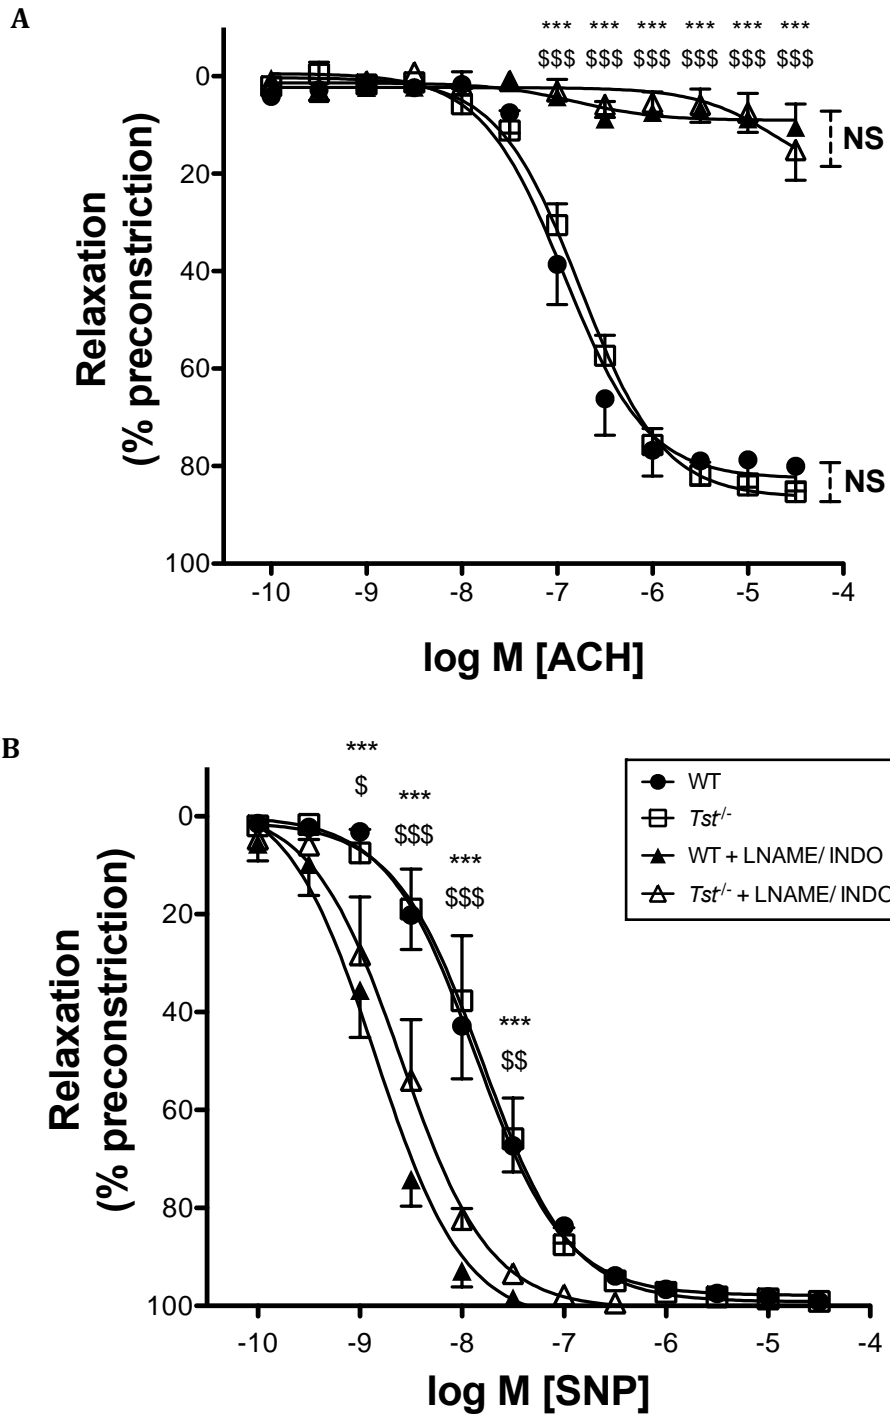 A
*** *** *** *** *** ***
$$$ $$$ $$$ $$$ $$$ $$$
0
20
40
60
80
100
NS
NS
Relaxation
(% preconstriction)
-10 -9 -8 -7 -6 -5 -4
log M [ACH]
B
***
$
***
$$$
***
$$$
***
$$
WT
Tst-/-
WT + LNAME/ INDO
Tst-/- + LNAME/ INDO
0
20
40
60
80
100
Relaxation
(% preconstriction)
-10 -9 -8 -7 -6 -5 -4
log M [SNP]